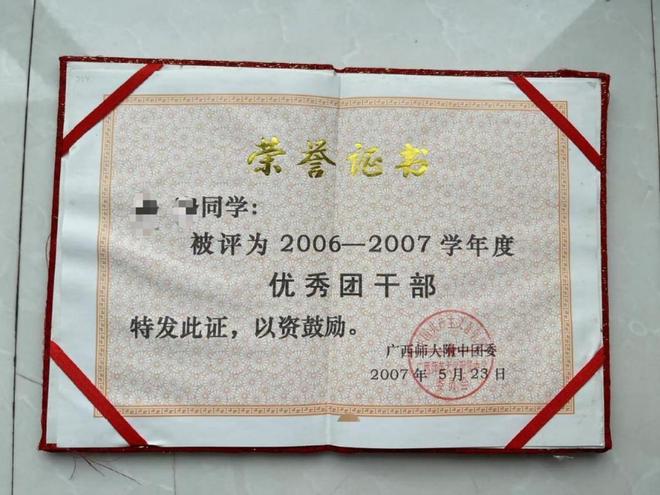 荣誉证书
同学:
被评为 2006—2007 学年度
优秀团干部
特发此证，以资鼓励。
广西师大附中团委
2007 年 5 月 23 日